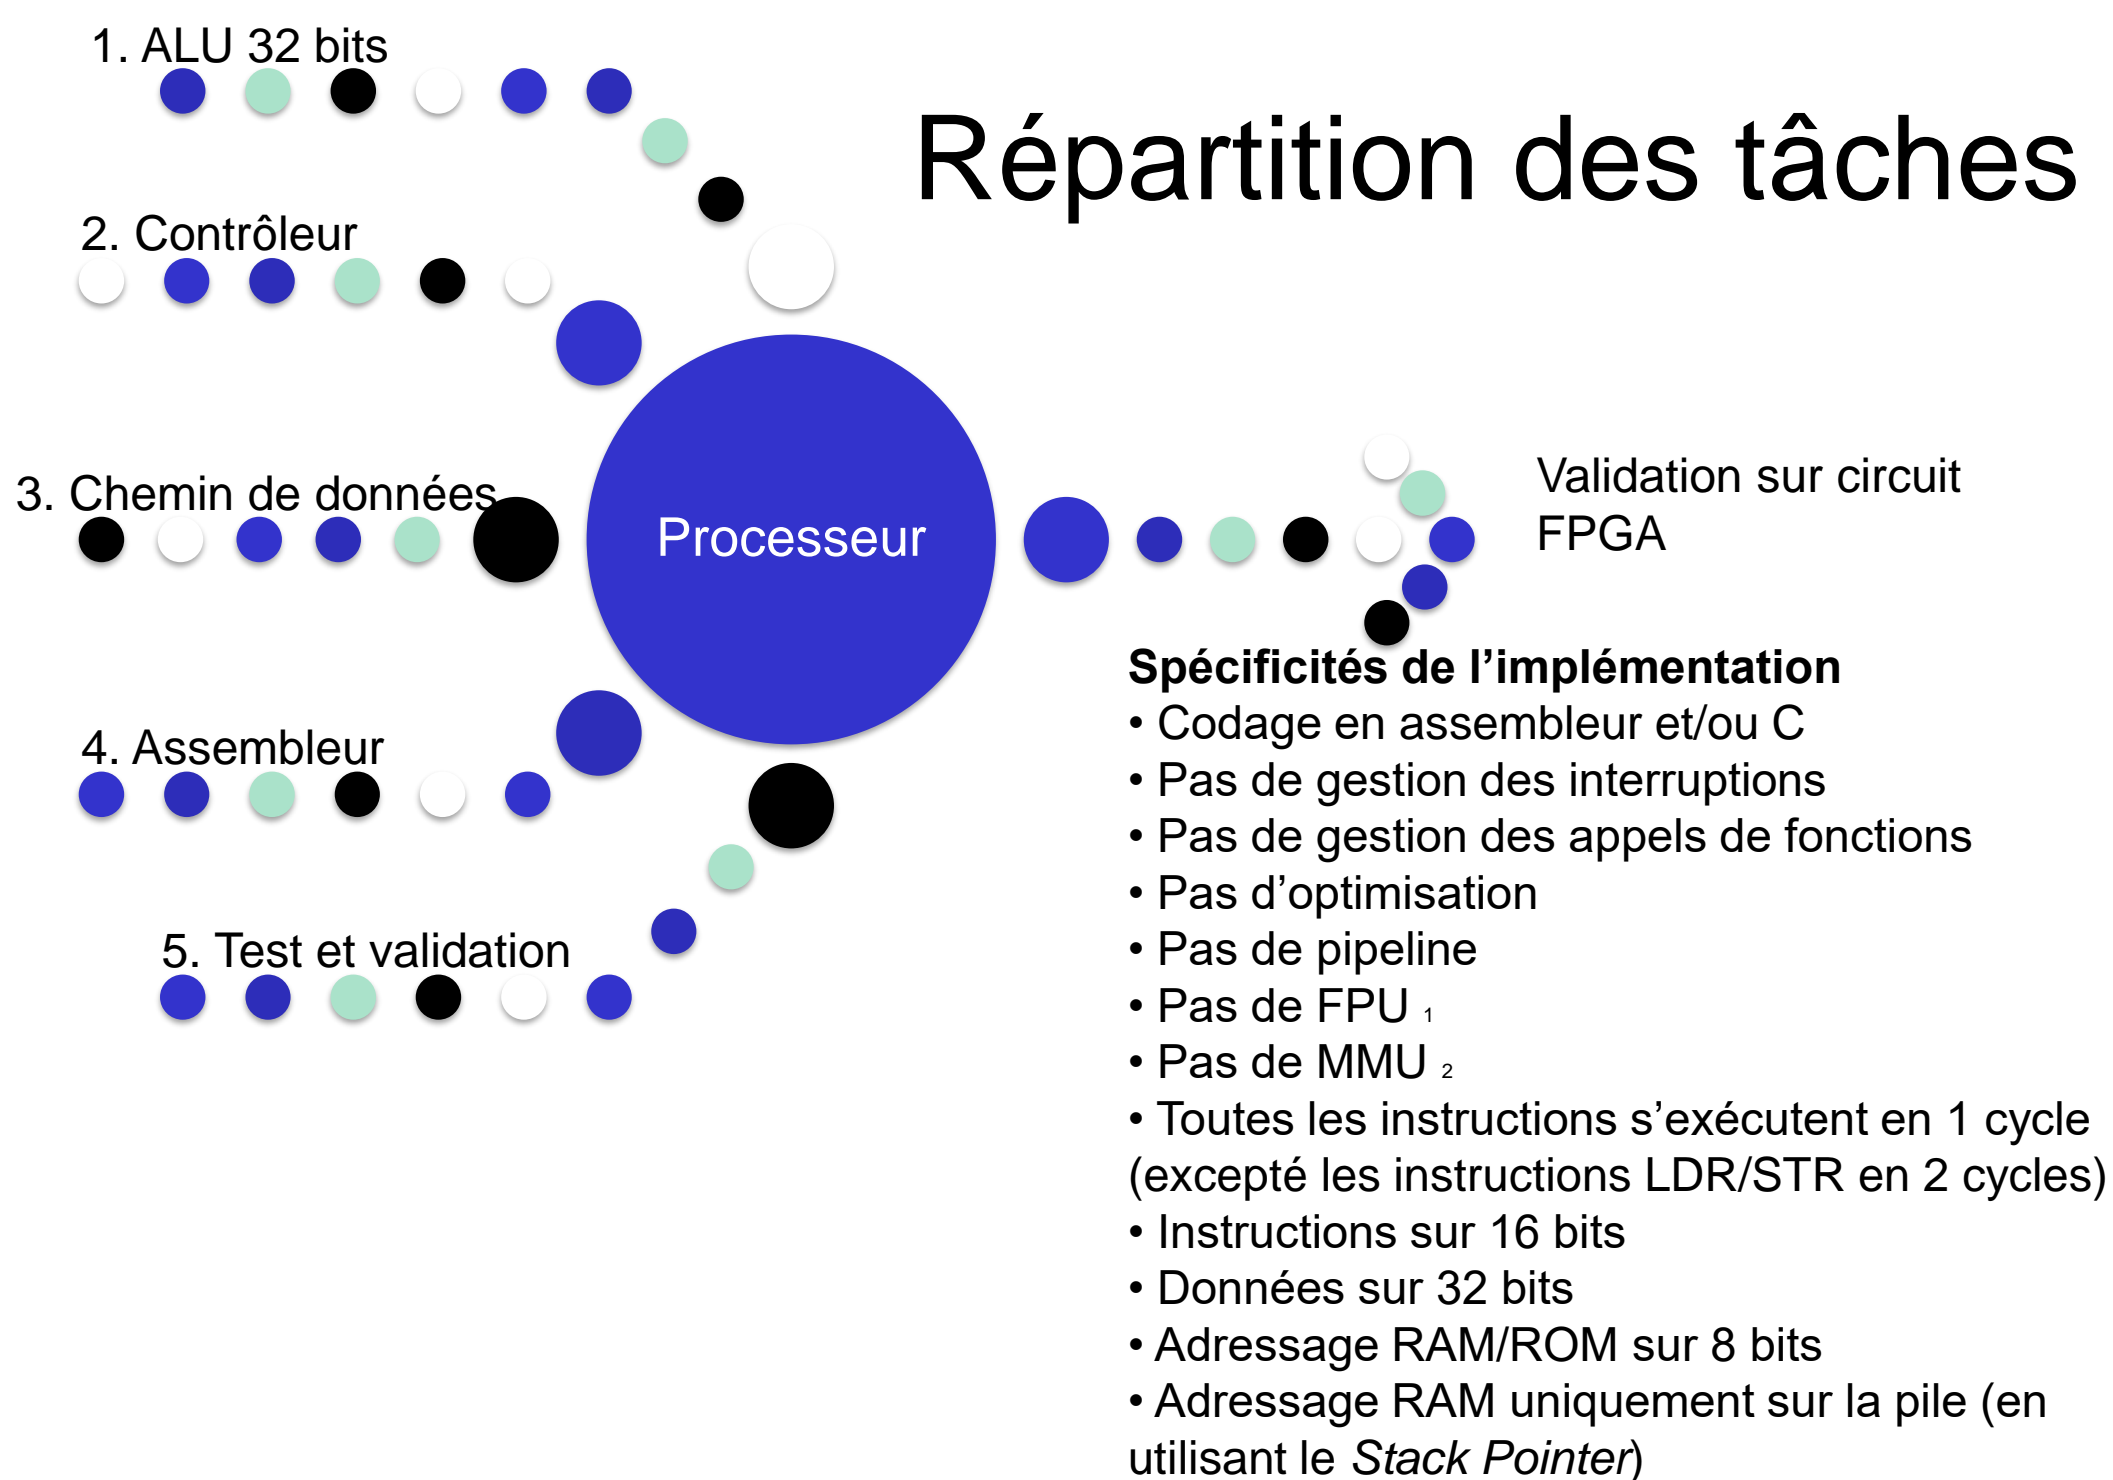 Répartition des tâches
1. ALU 32 bits
2. Contrôleur
3. Chemin de données
4. Assembleur
5. Test et validation
Processeur
Validation sur circuit
FPGA
Spécificités de l’implémentation
• Codage en assembleur et/ou C
• Pas de gestion des interruptions
• Pas de gestion des appels de fonctions
• Pas d’optimisation
• Pas de pipeline
• Pas de FPU 1
• Pas de MMU 2
• Toutes les instructions s’exécutent en 1 cycle
(excepté les instructions LDR/STR en 2 cycles)
• Instructions sur 16 bits
• Données sur 32 bits
• Adressage RAM/ROM sur 8 bits
• Adressage RAM uniquement sur la pile (en
utilisant le Stack Pointer)